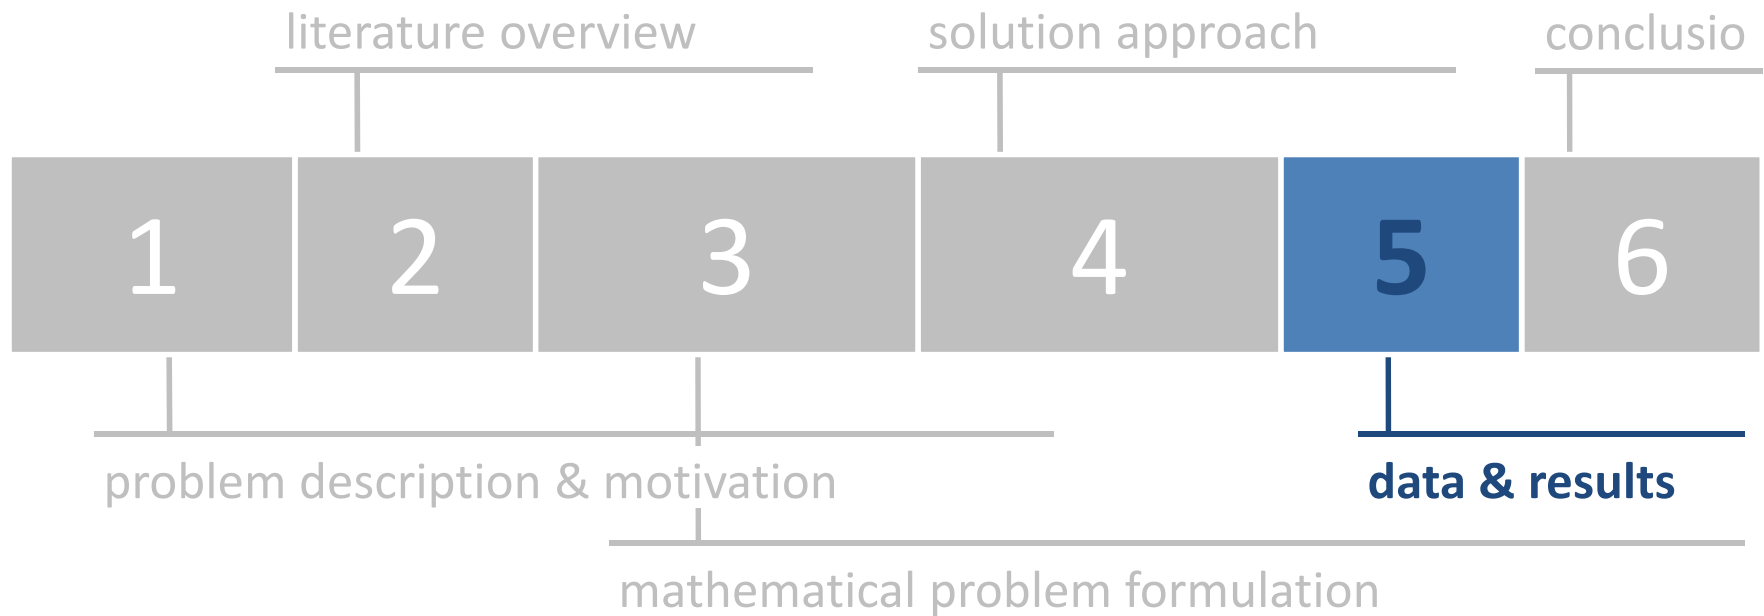 literature overview
solution approach
conclusio
1
2
3
4
5
6
problem description & motivation
data & results
mathematical problem formulation